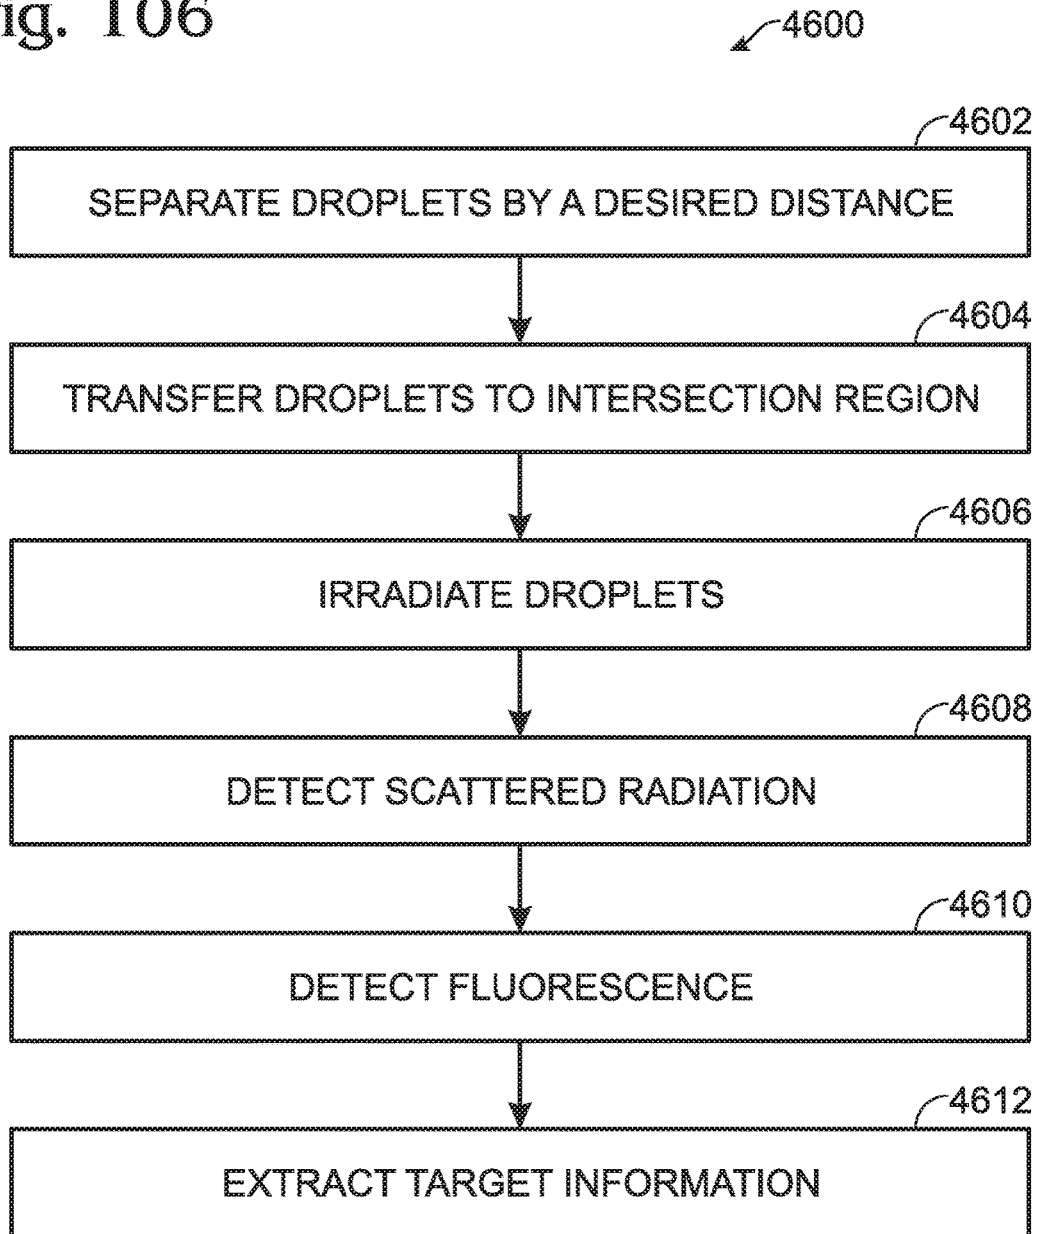 ig. 106
4600
4602
SEPARATE DROPLETS BY A DESIRED DISTANCE
4604
TRANSFER DROPLETS TO INTERSECTION REGION
4606
IRRADIATE DROPLETS
4608
DETECT SCATTERED RADIATION
4610
DETECT FLUORESCENCE
4612
EXTRACT TARGET INFORMATION